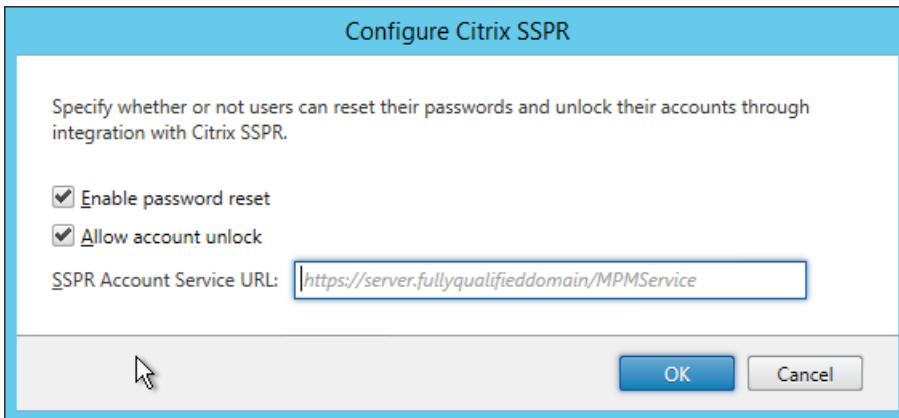 Configure Citrix SSPR
Specify whether or not users can reset their passwords and unlock their accounts through
integration with Citrix SSPR.
Enable password reset
Allow account unlock
SSPR Account Service URL: https://server.fullyqualifieddomain/MPMService
OK Cancel